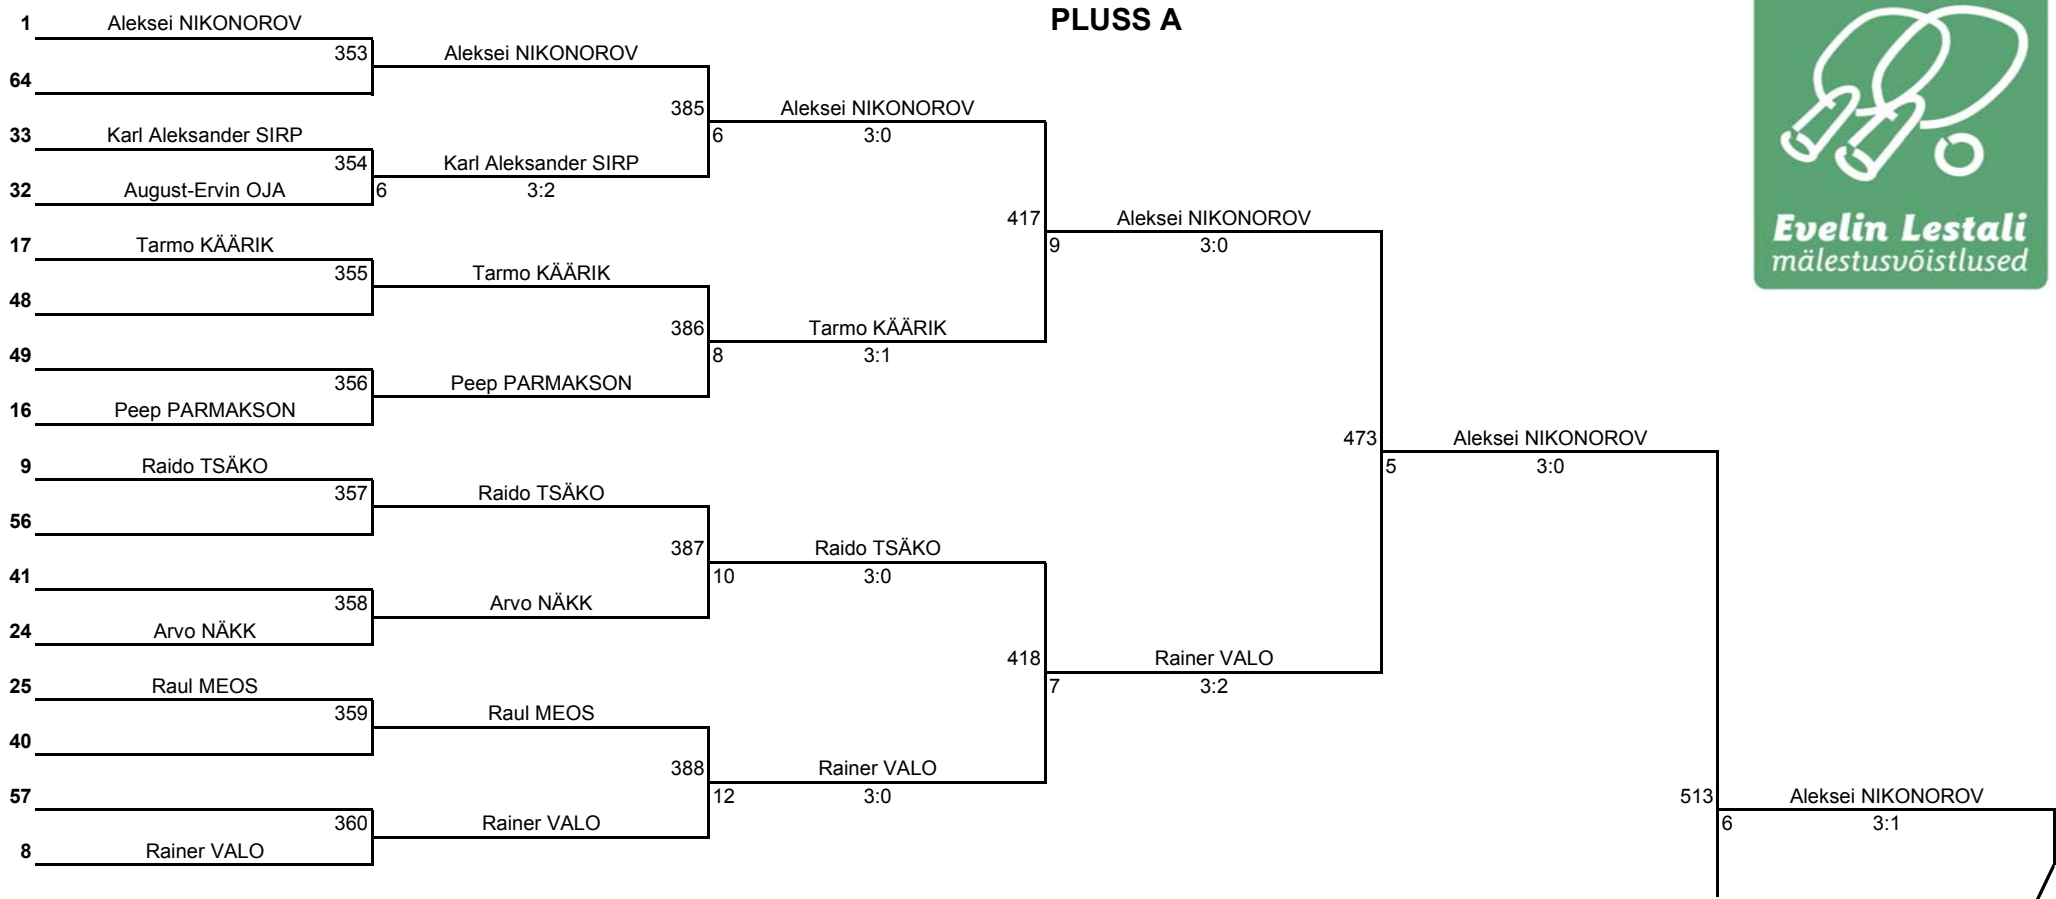 PLUSS A
1 Aleksei NIKONOROV
353 Aleksei NIKONOROV
64
385 Aleksei NIKONOROV
6 3:0
33 Karl Aleksander SIRP
354 Karl Aleksander SIRP
32 August-Ervin OJA 6 3:2
417 Aleksei NIKONOROV
9 3:0
17 Tarmo KÄÄRIK
355 Tarmo KÄÄRIK
48
386 Tarmo KÄÄRIK
8 3:1
49
356 Peep PARMAKSON
16 Peep PARMAKSON
473 Aleksei NIKONOROV
5 3:0
9 Raido TSÄKO
357 Raido TSÄKO
56
387 Raido TSÄKO
10 3:0
41
358 Arvo NÄKK
24 Arvo NÄKK
418 Rainer VALO
7 3:2
25 Raul MEOS
359 Raul MEOS
40
388 Rainer VALO
12 3:0
57
360 Rainer VALO
8 Rainer VALO
513 Aleksei NIKONOROV
6 3:1
Evelin Lestali
mälestusvõistlused